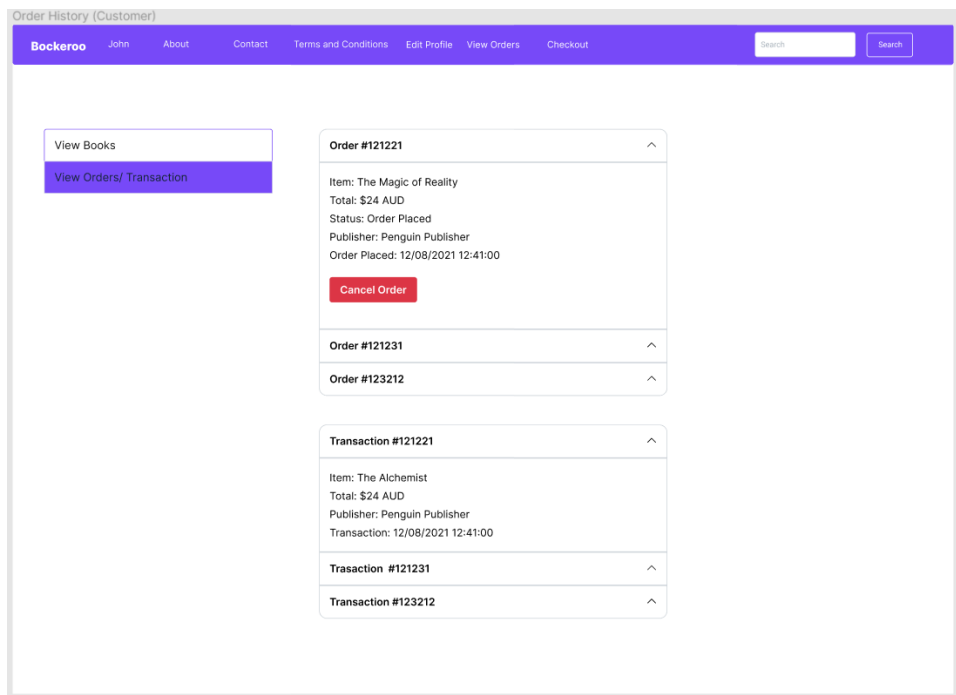 Order History (Customer)
Bockeroo John About Contact Terms and Conditions Edit Profile View Orders Checkout Search Search
View Books
View Orders/ Transaction
Order #121221
Item: The Magic of Reality
Total: $24 AUD
Status: Order Placed
Publisher: Penguin Publisher
Order Placed: 12/08/2021 12:41:00
Cancel Order
Order #121231
Order #123212
Transaction #121221
Item: The Alchemist
Total: $24 AUD
Publisher: Penguin Publisher
Transaction: 12/08/2021 12:41:00
Trasaction #121231
Transaction #123212